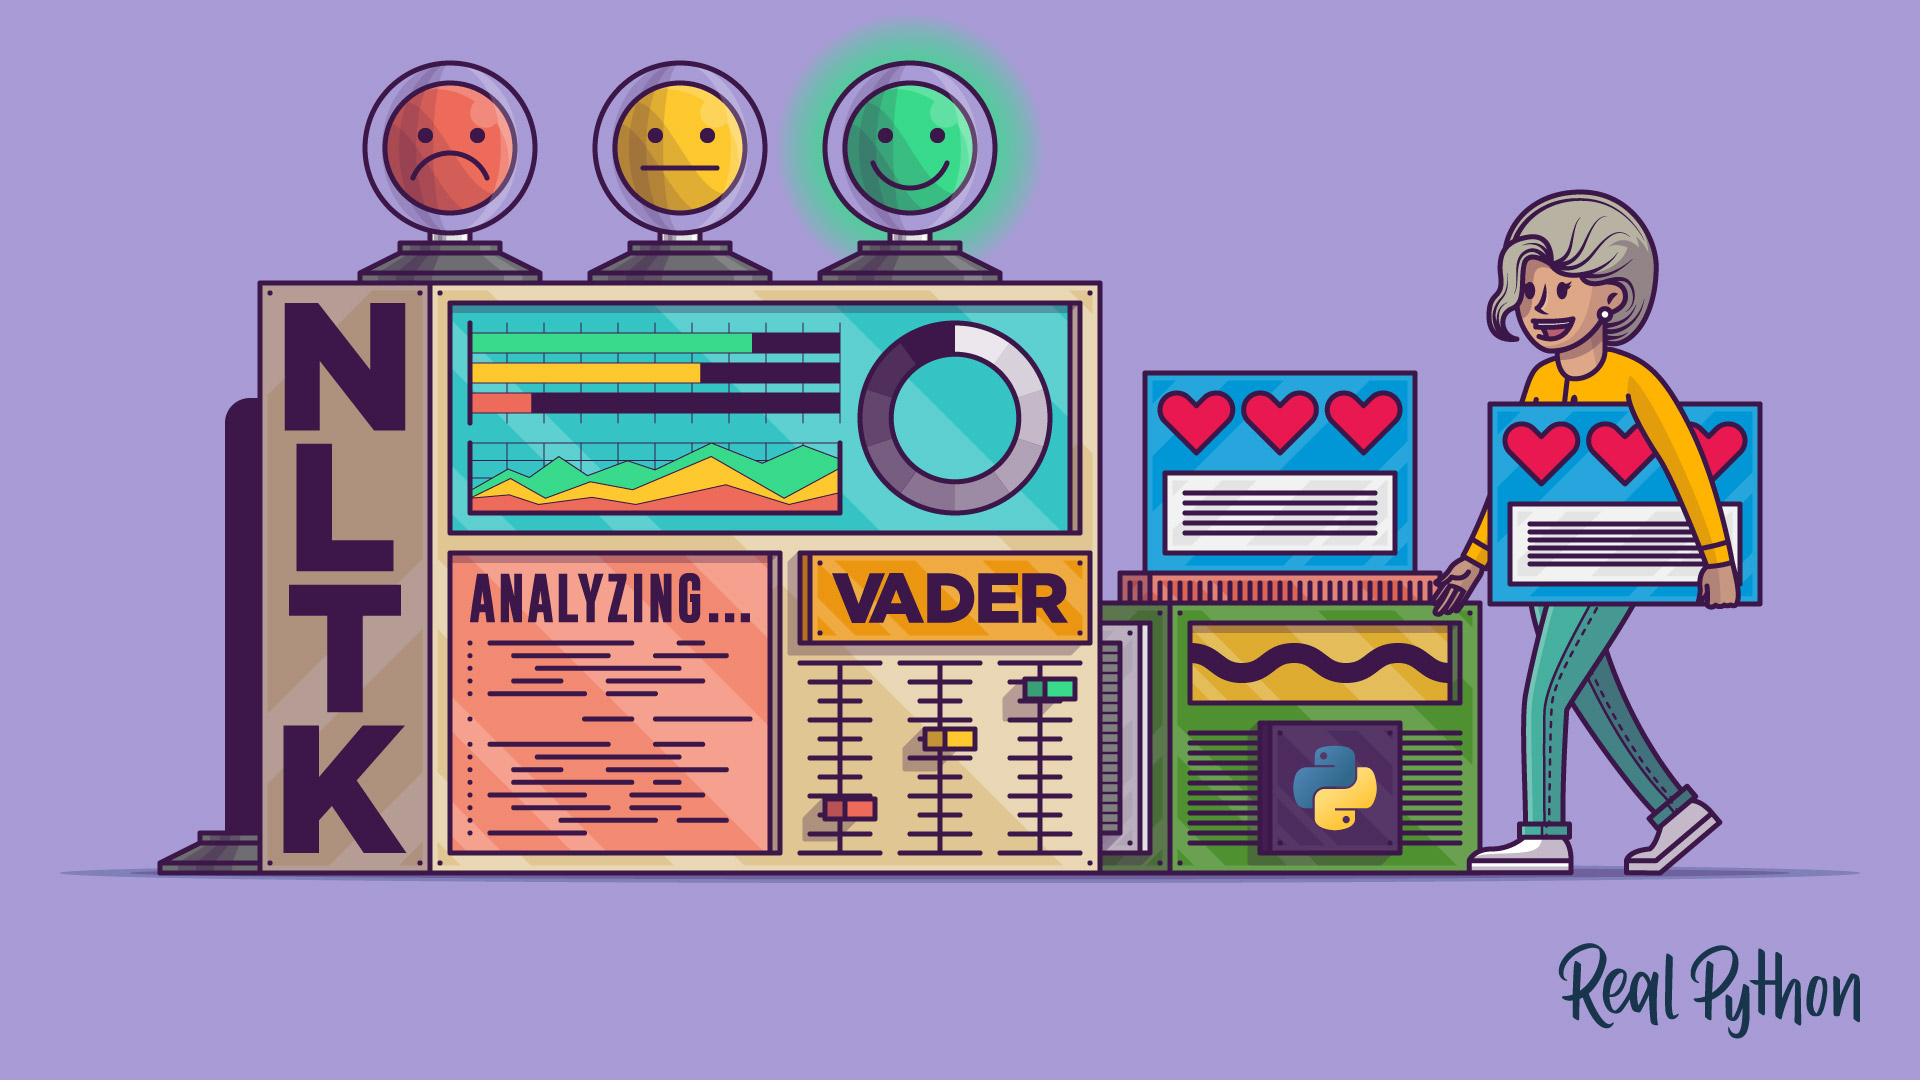 NLTK
ANALYZING...
VADER
Real Python